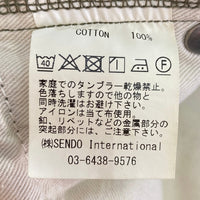 COTTON 100%
40
F
家庭でのタンブラー乾燥禁止。
色落ちしますので他の物と
同時洗濯はお避け下さい。
アイロンは当て布使用。
釦、リベットなどの金属部分の
突起部分には、ご注意下さい。
㈱SENDO International
03-6438-9576